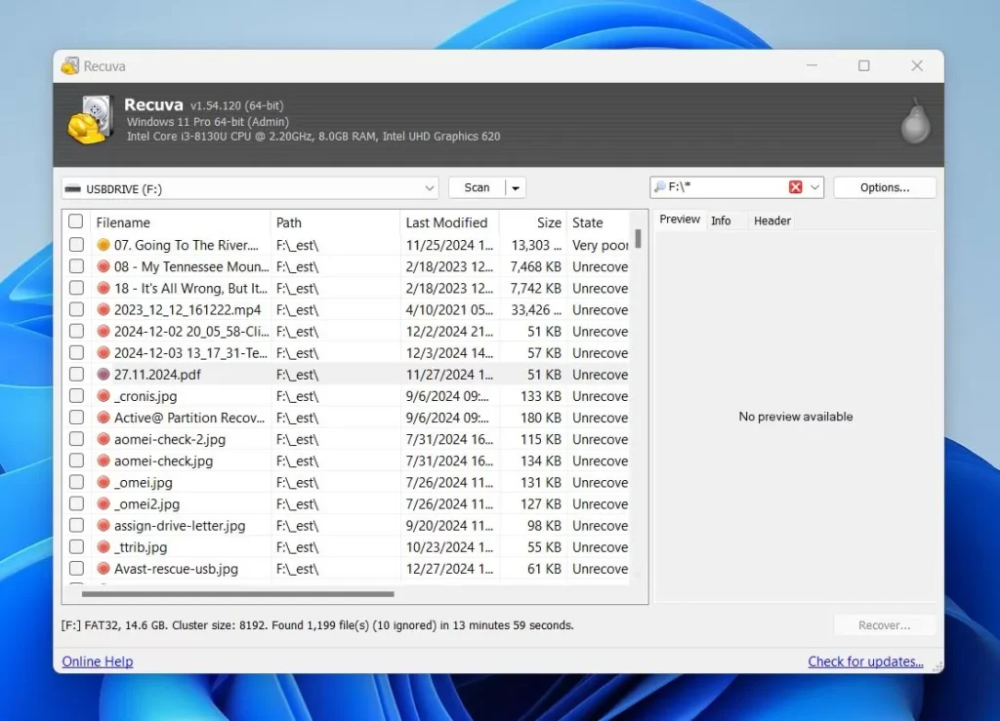 Recuva
Recuva v1.54.120 (64-bit)
Windows 11 Pro 64-bit (Admin)
Intel Core i3-8130U CPU @ 2.20GHz, 8.0GB RAM, Intel UHD Graphics 620
USBDRIVE (F:) Scan F:\* Options...
Filename Path Last Modified Size State Preview Info Header
07. Going To The River.... F:\_est\ 11/25/2024 1... 13,303 ... Very poor
08 - My Tennessee Moun... F:\_est\ 2/18/2023 12... 7,468 KB Unrecove
18 - It's All Wrong, But It... F:\_est\ 2/18/2023 12... 7,742 KB Unrecove
2023_12_12_161222.mp4 F:\_est\ 4/10/2021 05... 33,426 ... Unrecove
2024-12-02 20_05_58-Cli... F:\_est\ 12/2/2024 21... 51 KB Unrecove
2024-12-03 13_17_31-Te... F:\_est\ 12/3/2024 14... 57 KB Unrecove
27.11.2024.pdf F:\_est\ 11/27/2024 1... 51 KB Unrecove
_cronis.jpg F:\_est\ 9/6/2024 09:... 133 KB Unrecove
Active@ Partition Recov... F:\_est\ 9/6/2024 09:... 180 KB Unrecove
No preview available
aomei-check-2.jpg F:\_est\ 7/31/2024 16... 115 KB Unrecove
aomei-check.jpg F:\_est\ 7/31/2024 16... 134 KB Unrecove
_omei.jpg F:\_est\ 7/26/2024 11... 131 KB Unrecove
_omei2.jpg F:\_est\ 7/26/2024 11... 127 KB Unrecove
assign-drive-letter.jpg F:\_est\ 9/20/2024 11... 98 KB Unrecove
_ttrib.jpg F:\_est\ 10/23/2024 1... 55 KB Unrecove
Avast-rescue-usb.jpg F:\_est\ 12/27/2024 1... 61 KB Unrecove
[F:] FAT32, 14.6 GB. Cluster size: 8192. Found 1,199 file(s) (10 ignored) in 13 minutes 59 seconds. Recover...
Online Help Check for updates...